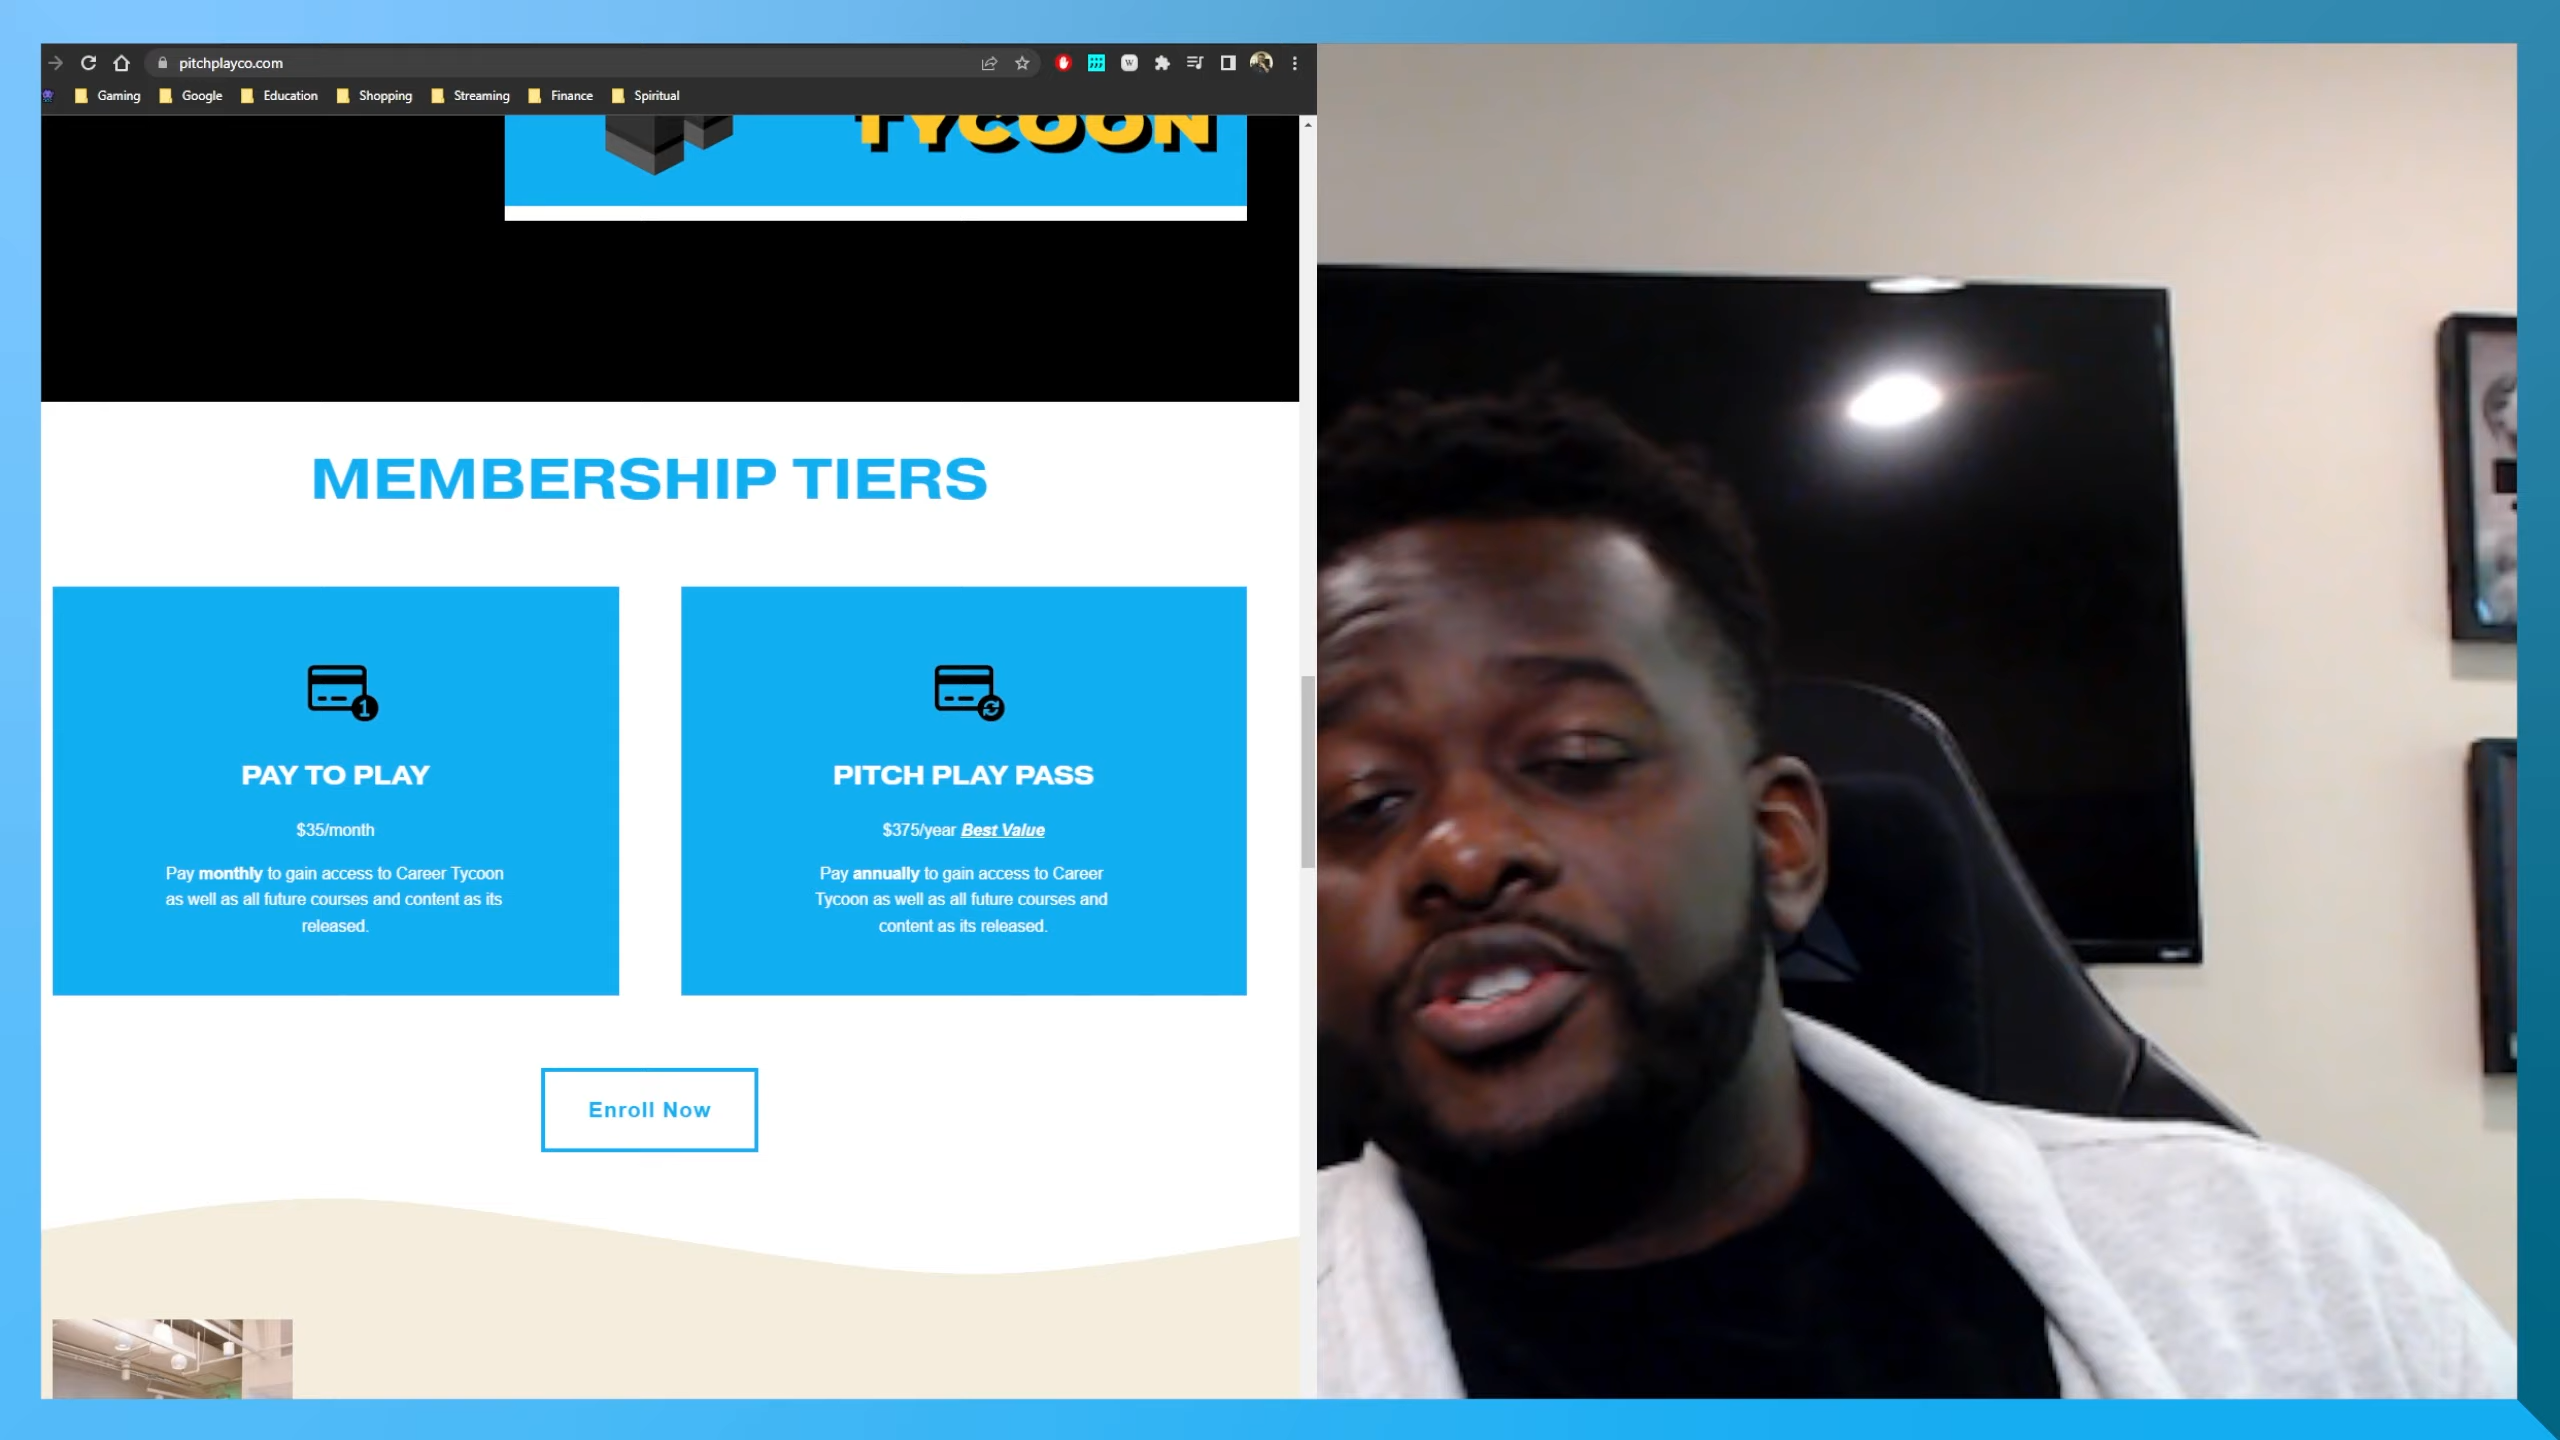 pitchplayco.com
Gaming Google Education Shopping Streaming Finance Spiritual
TYCOON
MEMBERSHIP TIERS
1
PAY TO PLAY
$35/month
Pay monthly to gain access to Career Tycoon
as well as all future courses and content as its
released.
PITCH PLAY PASS
$375/year Best Value
Pay annually to gain access to Career
Tycoon as well as all future courses and
content as its released.
Enroll Now